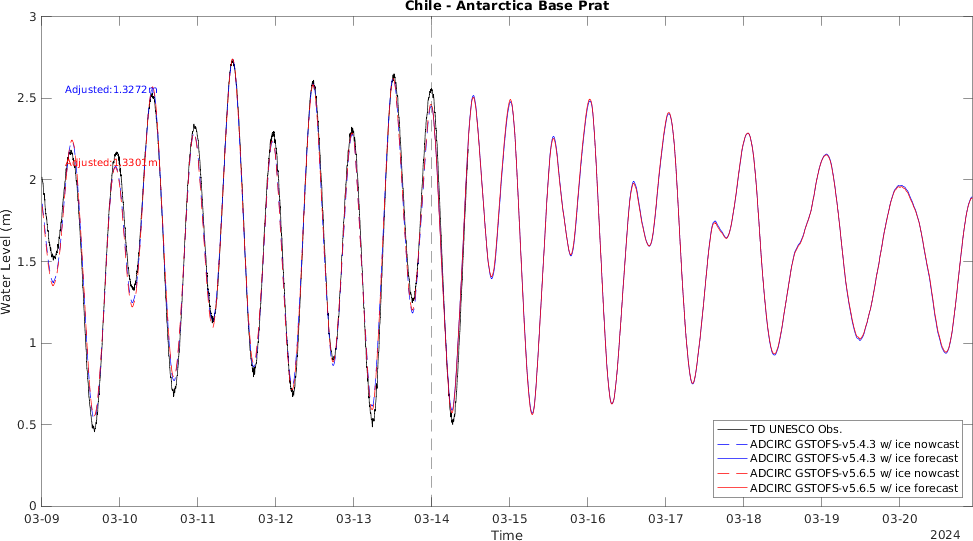 Chile - Antarctica Base Prat
3
2.5
2
1.5
1
0.5
0
Water Level (m)
Adjusted:1.3272m
Adjusted:1.3301m
TD UNESCO Obs.
ADCIRC GSTOFS-v5.4.3 w/ ice nowcast
ADCIRC GSTOFS-v5.4.3 w/ ice forecast
ADCIRC GSTOFS-v5.6.5 w/ ice nowcast
ADCIRC GSTOFS-v5.6.5 w/ ice forecast
03-09 03-10 03-11 03-12 03-13 03-14 03-15 03-16 03-17 03-18 03-19 03-20
Time
2024